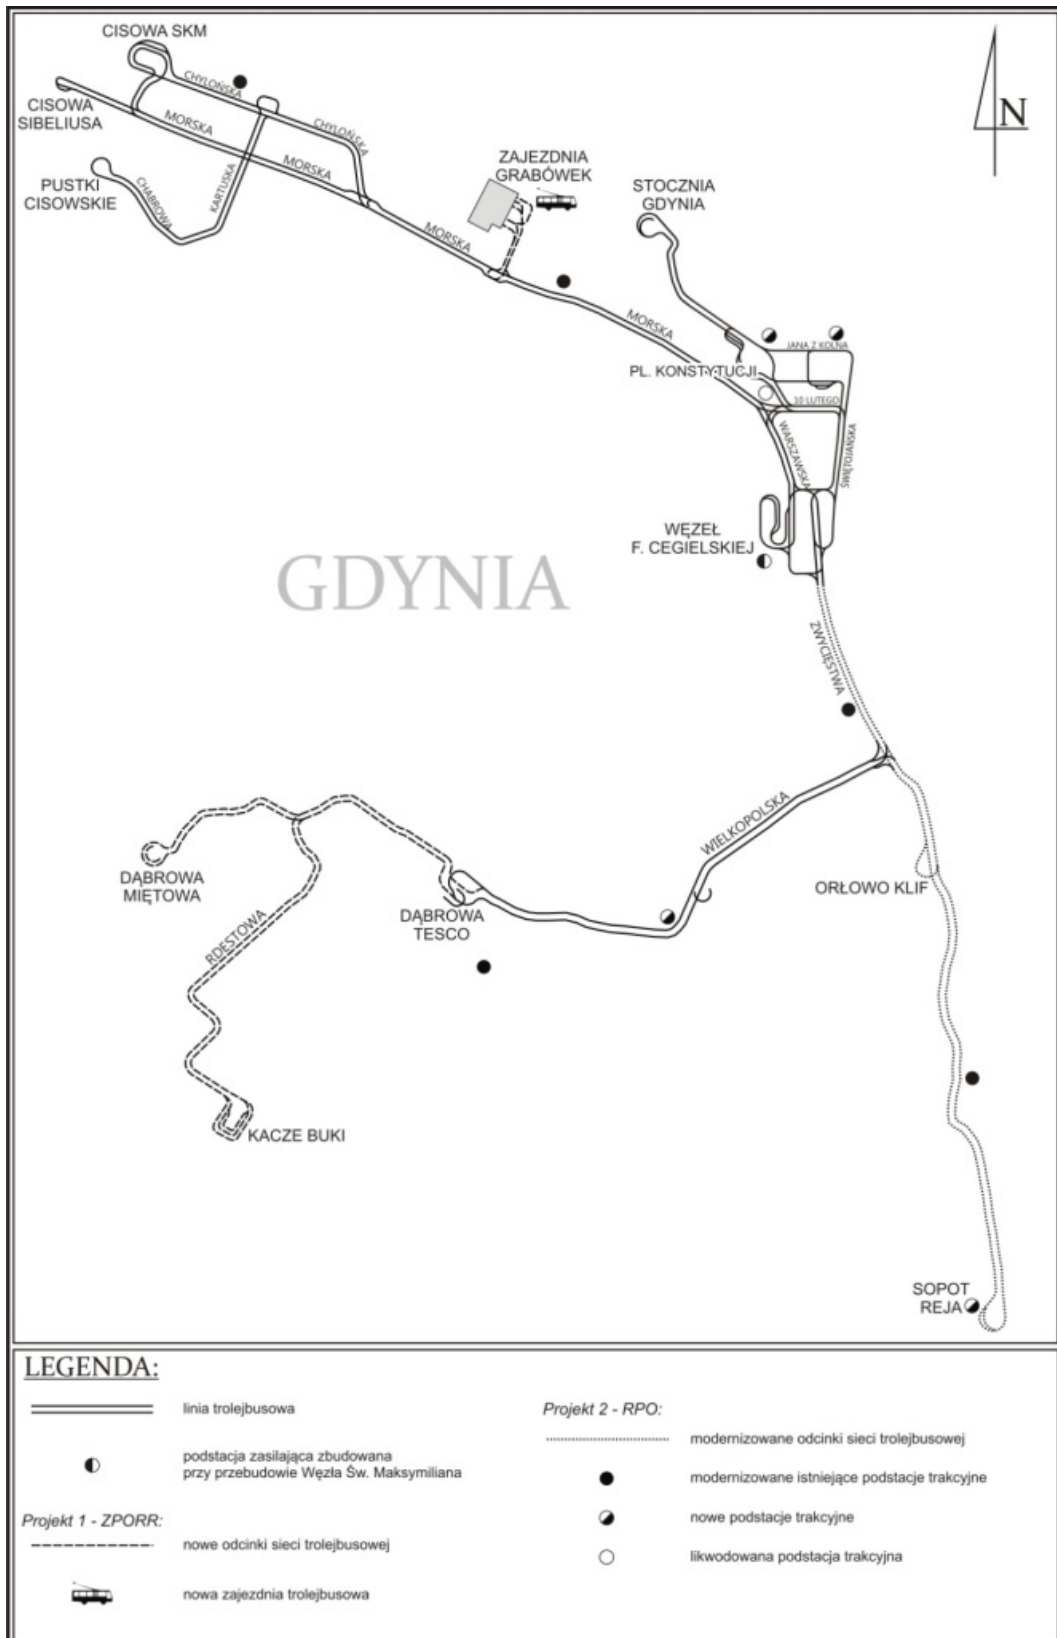 CISOWA SKM
CHYLOŃSKA
CISOWA
SIBELIUSA
MORSKA
CHYLOŃSKA
MORSKA
PUSTKI
CISOWSKIE
CHABROWA
KARTUSKA
ZAJEZDNIA
GRABÓWEK
STOCZNIA
GDYNIA
N
MORSKA
MORSKA
JANA Z KOLNA
PL. KONSTYTUCJI
10 LUTEGO
WARSZAWSKA
ŚWIĘTOJAŃSKA
WĘZEŁ
F. CEGIELSKIEJ
GDYNIA
ZWYCIĘSTWA
WIELKOPOLSKA
DĄBROWA
MIĘTOWA
ORŁOWO KLIF
DĄBROWA
TESCO
RDESTOWA
KACZE BUKI
SOPOT
REJA
LEGENDA:
linia trolejbusowa
podstacja zasilająca zbudowana
przy przebudowie Węzła Św. Maksymiliana
Projekt 1 - ZPORR:
nowe odcinki sieci trolejbusowej
nowa zajezdnia trolejbusowa
Projekt 2 - RPO:
modernizowane odcinki sieci trolejbusowej
modernizowane istniejące podstacje trakcyjne
nowe podstacje trakcyjne
likwodowana podstacja trakcyjna